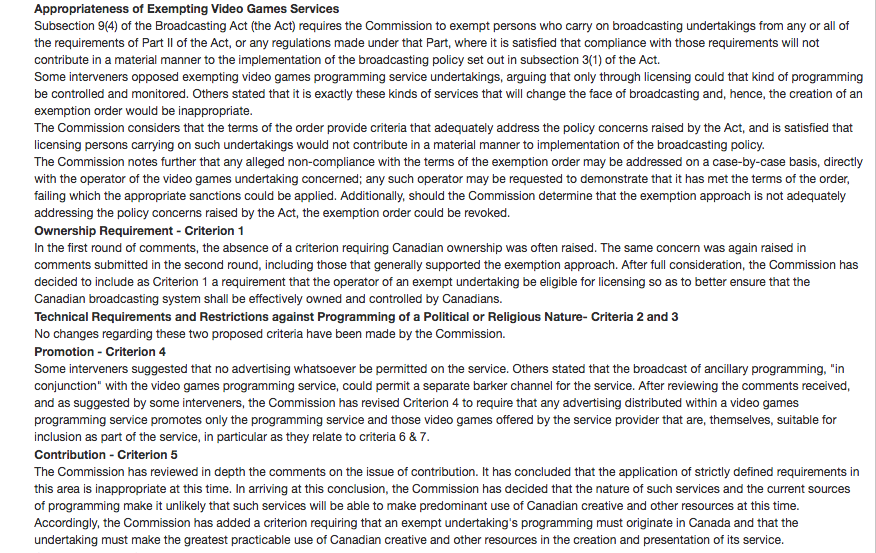 Appropriateness of Exempting Video Games Services
Subsection 9(4) of the Broadcasting Act (the Act) requires the Commission to exempt persons who carry on broadcasting undertakings from any or all of
the requirements of Part II of the Act, or any regulations made under that Part, where it is satisfied that compliance with those requirements will not
contribute in a material manner to the implementation of the broadcasting policy set out in subsection 3(1) of the Act.
Some interveners opposed exempting video games programming service undertakings, arguing that only through licensing could that kind of programming
be controlled and monitored. Others stated that it is exactly these kinds of services that will change the face of broadcasting and, hence, the creation of an
exemption order would be inappropriate.
The Commission considers that the terms of the order provide criteria that adequately address the policy concerns raised by the Act, and is satisfied that
licensing persons carrying on such undertakings would not contribute in a material manner to implementation of the broadcasting policy.
The Commission notes further that any alleged non-compliance with the terms of the exemption order may be addressed on a case-by-case basis, directly
with the operator of the video games undertaking concerned; any such operator may be requested to demonstrate that it has met the terms of the order,
failing which the appropriate sanctions could be applied. Additionally, should the Commission determine that the exemption approach is not adequately
addressing the policy concerns raised by the Act, the exemption order could be revoked.
Ownership Requirement - Criterion 1
In the first round of comments, the absence of a criterion requiring Canadian ownership was often raised. The same concern was again raised in
comments submitted in the second round, including those that generally supported the exemption approach. After full consideration, the Commission has
decided to include as Criterion 1 a requirement that the operator of an exempt undertaking be eligible for licensing so as to better ensure that the
Canadian broadcasting system shall be effectively owned and controlled by Canadians.
Technical Requirements and Restrictions against Programming of a Political or Religious Nature- Criteria 2 and 3
No changes regarding these two proposed criteria have been made by the Commission.
Promotion - Criterion 4
Some interveners suggested that no advertising whatsoever be permitted on the service. Others stated that the broadcast of ancillary programming, "in
conjunction" with the video games programming service, could permit a separate barker channel for the service. After reviewing the comments received,
and as suggested by some interveners, the Commission has revised Criterion 4 to require that any advertising distributed within a video games
programming service promotes only the programming service and those video games offered by the service provider that are, themselves, suitable for
inclusion as part of the service, in particular as they relate to criteria 6 & 7.
Contribution - Criterion 5
The Commission has reviewed in depth the comments on the issue of contribution. It has concluded that the application of strictly defined requirements in
this area is inappropriate at this time. In arriving at this conclusion, the Commission has decided that the nature of such services and the current sources
of programming make it unlikely that such services will be able to make predominant use of Canadian creative and other resources at this time.
Accordingly, the Commission has added a criterion requiring that an exempt undertaking's programming must originate in Canada and that the
undertaking must make the greatest practicable use of Canadian creative and other resources in the creation and presentation of its service.